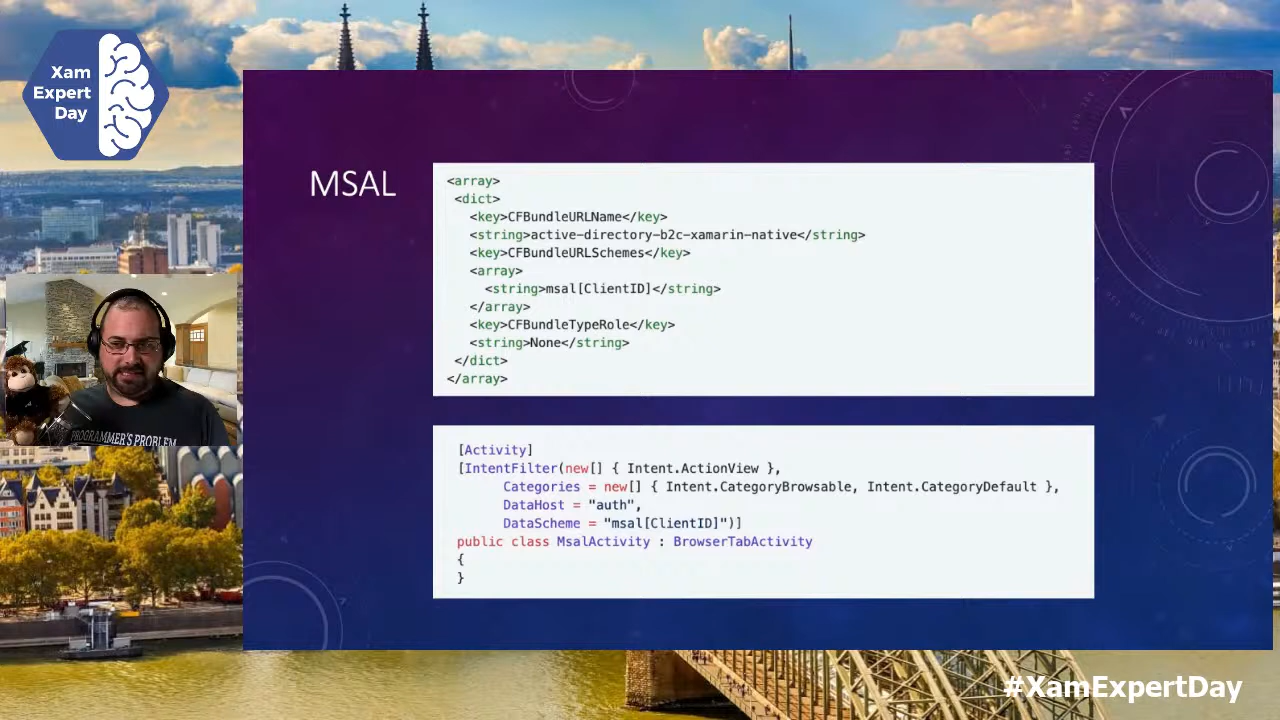 Xam
Expert
Day
MSAL
<array>
<dict>
<key>CFBundleURLName</key>
<string>active-directory-b2c-xamarin-native</string>
<key>CFBundleURLSchemes</key>
<array>
<string>msal[ClientID]</string>
</array>
<key>CFBundleTypeRole</key>
<string>None</string>
</dict>
</array>
[Activity]
[IntentFilter(new[] { Intent.ActionView },
Categories = new[] { Intent.CategoryBrowsable, Intent.CategoryDefault },
DataHost = "auth",
DataScheme = "msal[ClientID]")]
public class MsalActivity : BrowserTabActivity
{
}
PROGRAMMER'S PROBLEM
#XamExpertDay